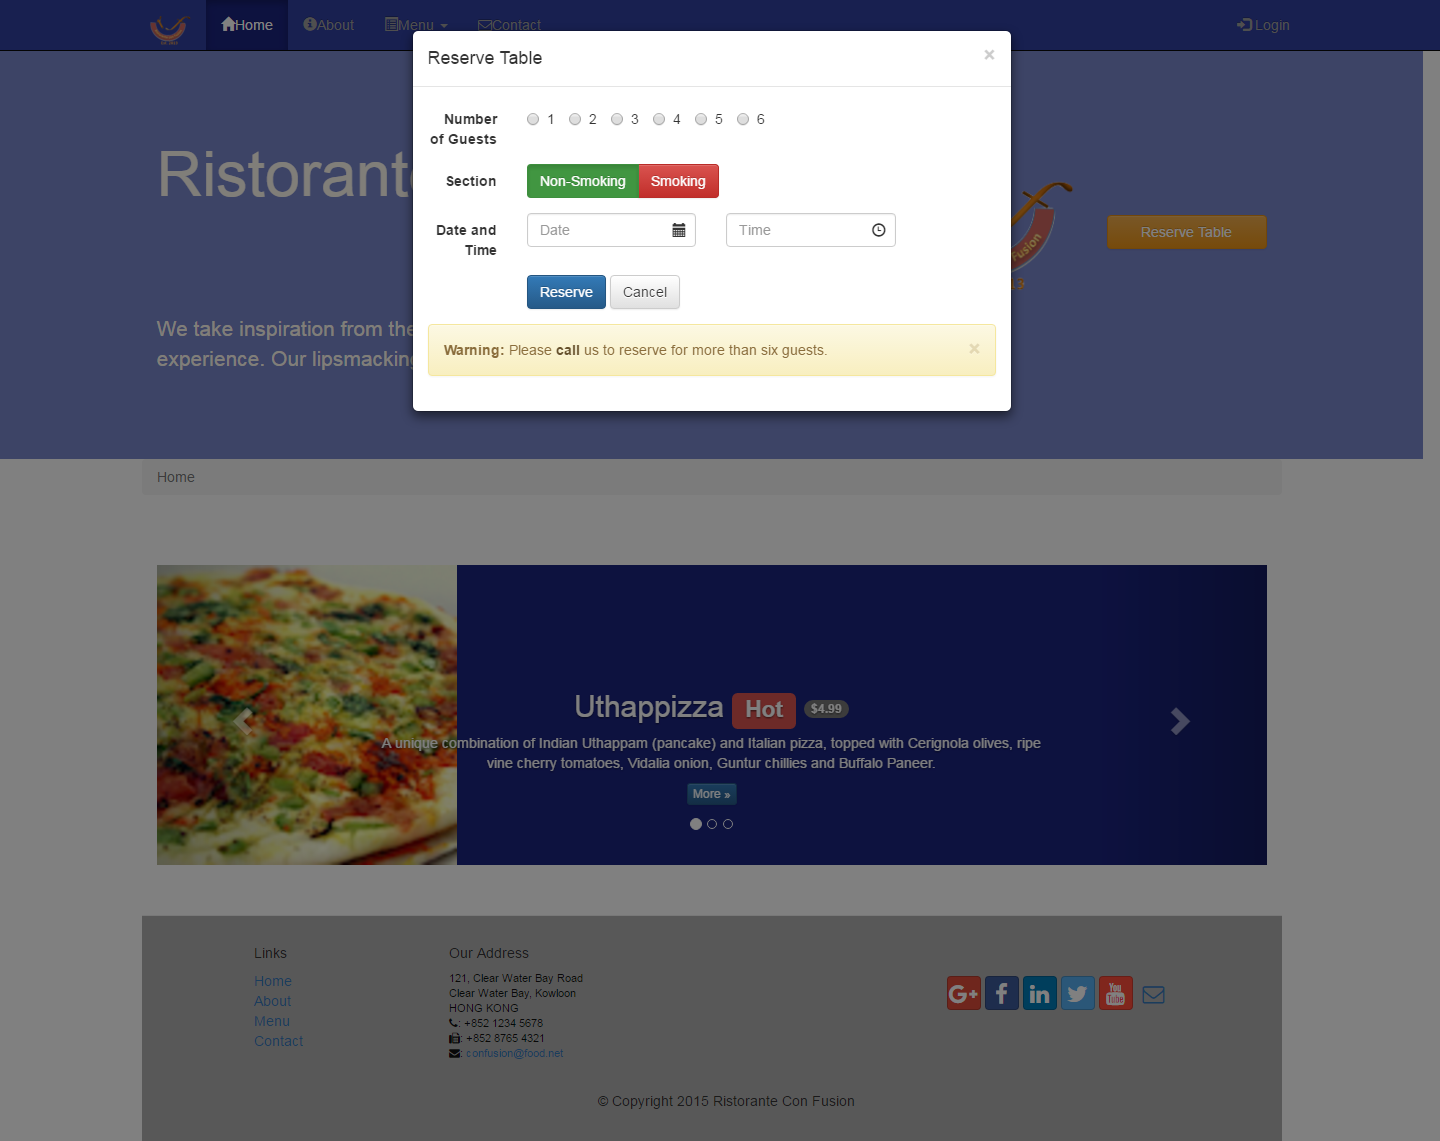 Home About Menu Contact Login
Reserve Table ×
Number of Guests
1 2 3 4 5 6
Section
Non-Smoking Smoking
Date and Time
Date Time
Reserve Cancel
Warning: Please call us to reserve for more than six guests. ×
Ristorante
Fusion
Reserve Table
We take inspiration from the
experience. Our lipsmacking
Home
Uthappizza Hot $4.99
A unique combination of Indian Uthappam (pancake) and Italian pizza, topped with Cerignola olives, ripe
vine cherry tomatoes, Vidalia onion, Guntur chillies and Buffalo Paneer.
More »
Links
Home
About
Menu
Contact
Our Address
121, Clear Water Bay Road
Clear Water Bay, Kowloon
HONG KONG
: +852 1234 5678
: +852 8765 4321
: confusion@food.net
G+ f in You Tube
© Copyright 2015 Ristorante Con Fusion